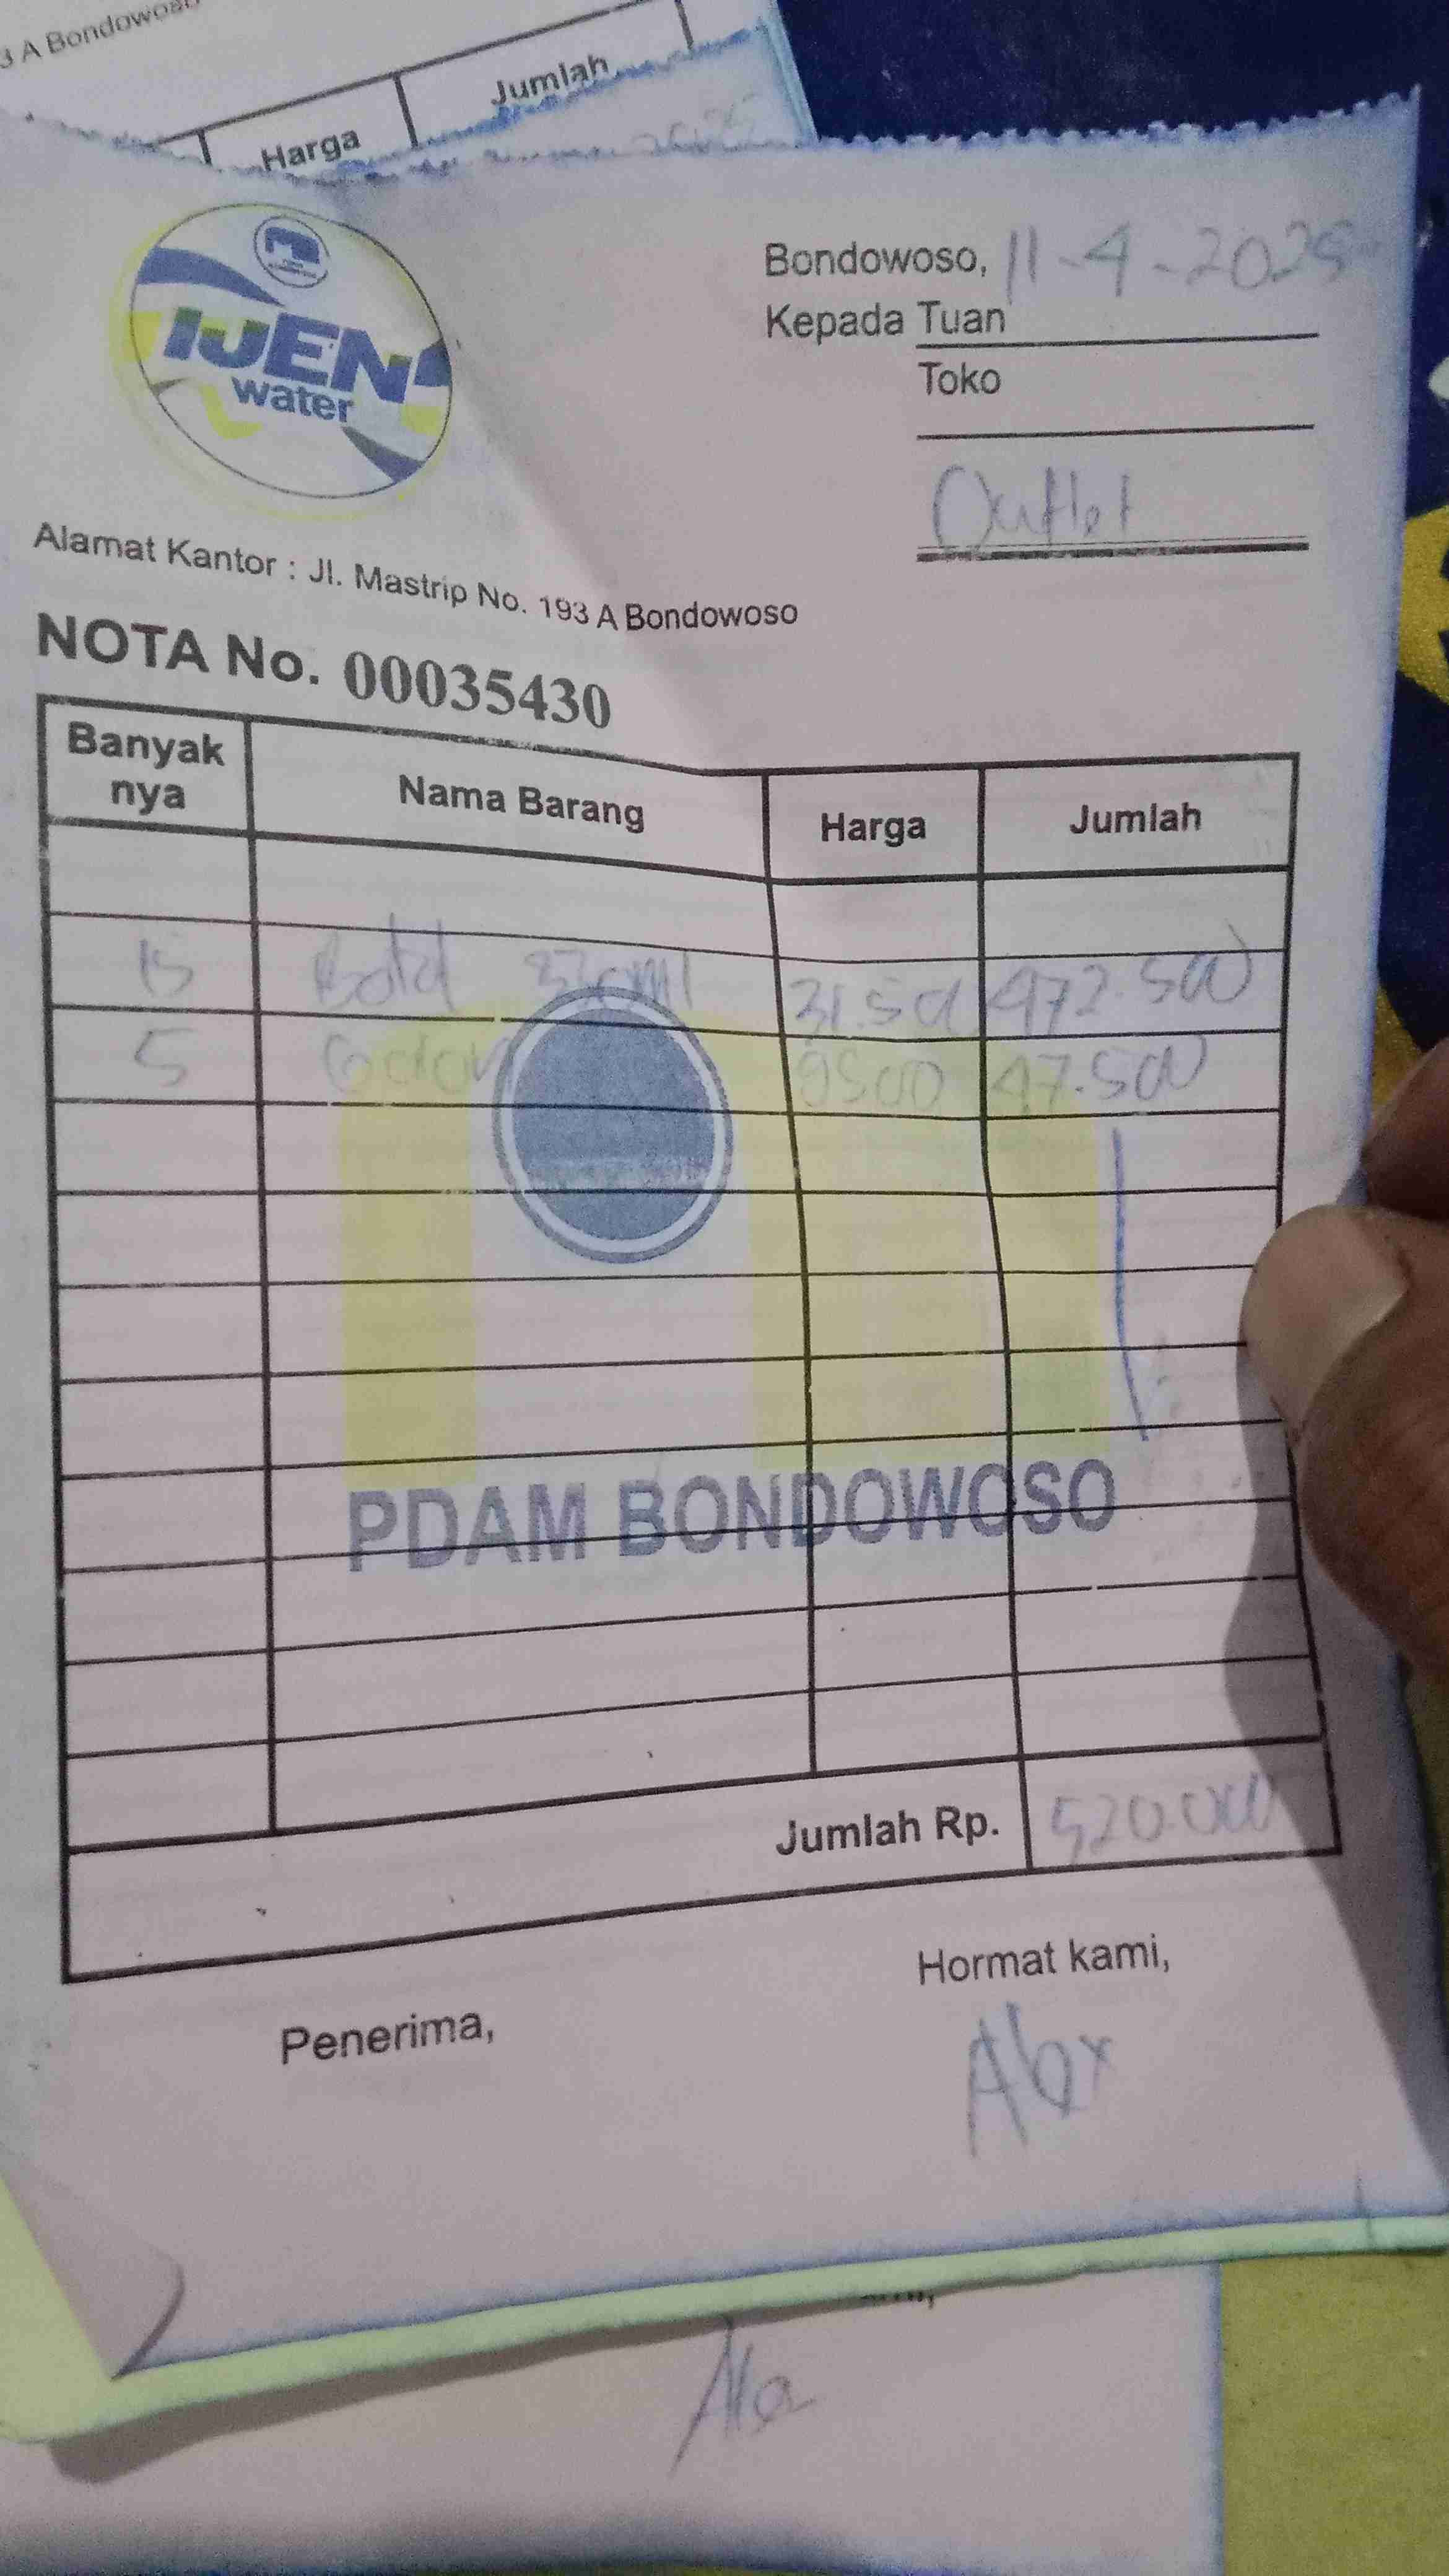 3 A Bondowoso
Harga Jumlah
IJEN
water
Bondowoso, 11-4-2025
Kepada Tuan
Toko
Outlet
Alamat Kantor : Jl. Mastrip No. 193 A Bondowoso
NOTA No. 00035430
Banyak nya Nama Barang Harga Jumlah
15 Botol ml 31.500 472.500
5 Galon 9500 47.500
PDAM BONDOWOSO
Jumlah Rp. 520.000
Hormat kami,
Penerima,
Alex